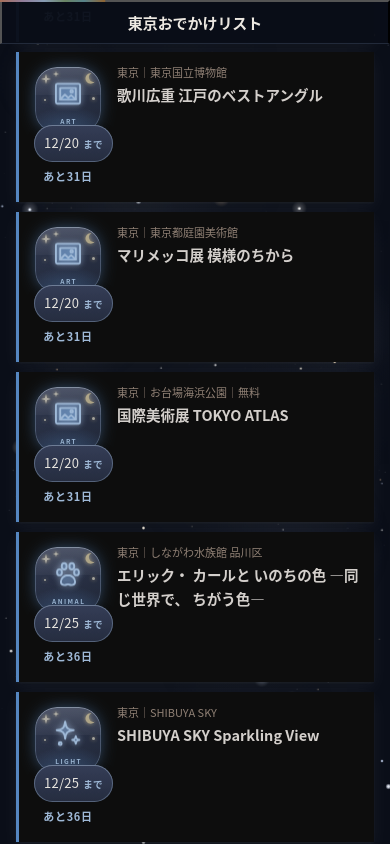 あと31日
東京おでかけリスト
東京｜東京国立博物館
歌川広重 江戸のベストアングル
ART
12/20 まで
あと31日
東京｜東京都庭園美術館
マリメッコ展 模様のちから
ART
12/20 まで
あと31日
東京｜お台場海浜公園｜無料
国際美術展 TOKYO ATLAS
ART
12/20 まで
あと31日
東京｜しながわ水族館 品川区
エリック・ カールと いのちの色 ―同
じ世界で、 ちがう色―
ANIMAL
12/25 まで
あと36日
東京｜SHIBUYA SKY
SHIBUYA SKY Sparkling View
LIGHT
12/25 まで
あと36日